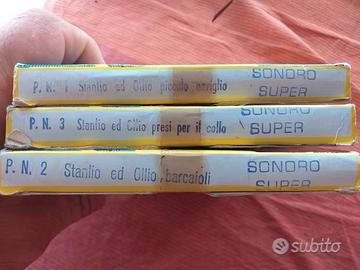 P. N. 1 Stanlio ed Ollio piccolo naviglio SONORO
SUPER
P. N. 3 Stanlio ed Ollio presi per il collo SONORO
SUPER
P. N. 2 Stanlio ed Ollio barcaioli SONORO
SUPER
subito